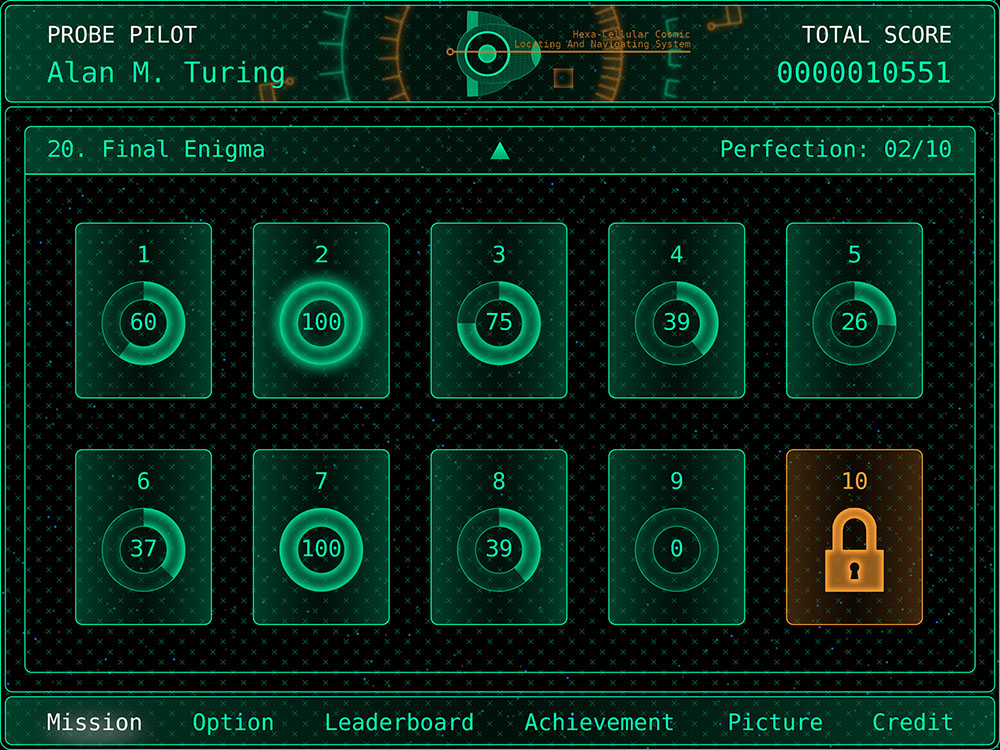 PROBE PILOT
Alan M. Turing
Hexa-Cellular Cosmic
Locating And Navigating System
TOTAL SCORE
0000010551
20. Final Enigma
Perfection: 02/10
1
60
2
100
3
75
4
39
5
26
6
37
7
100
8
39
9
0
10
Mission
Option
Leaderboard
Achievement
Picture
Credit